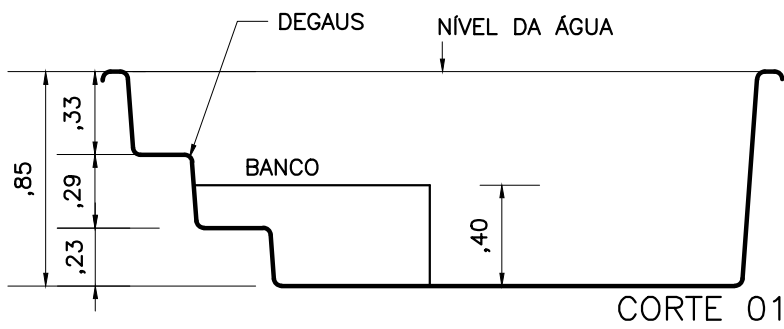 DEGAUS
NÍVEL DA ÁGUA
,33
,85
,29
BANCO
,23
,40
CORTE 01